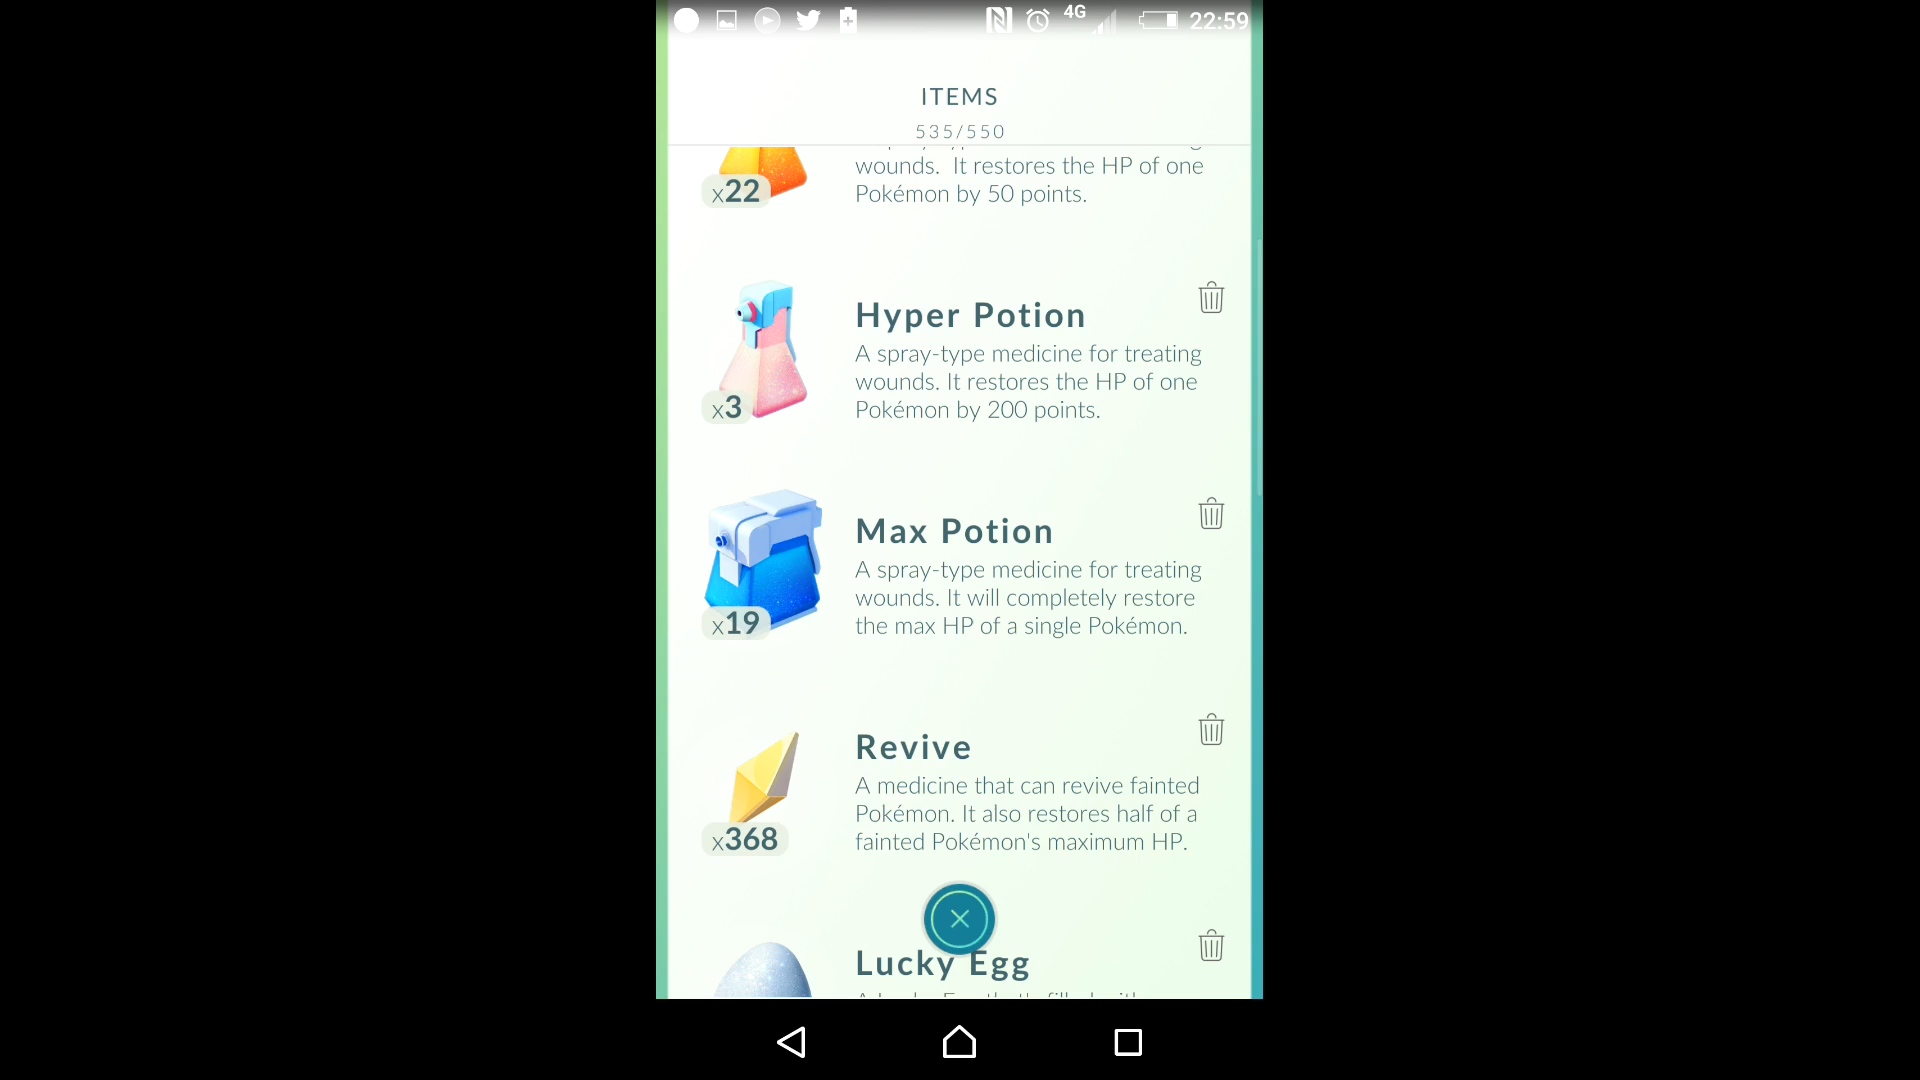 4G
22:59
ITEMS
535/550
wounds. It restores the HP of one
Pokémon by 50 points.
x22
Hyper Potion
A spray-type medicine for treating
wounds. It restores the HP of one
Pokémon by 200 points.
x3
Max Potion
A spray-type medicine for treating
wounds. It will completely restore
the max HP of a single Pokémon.
x19
Revive
A medicine that can revive fainted
Pokémon. It also restores half of a
fainted Pokémon's maximum HP.
x368
Lucky Egg